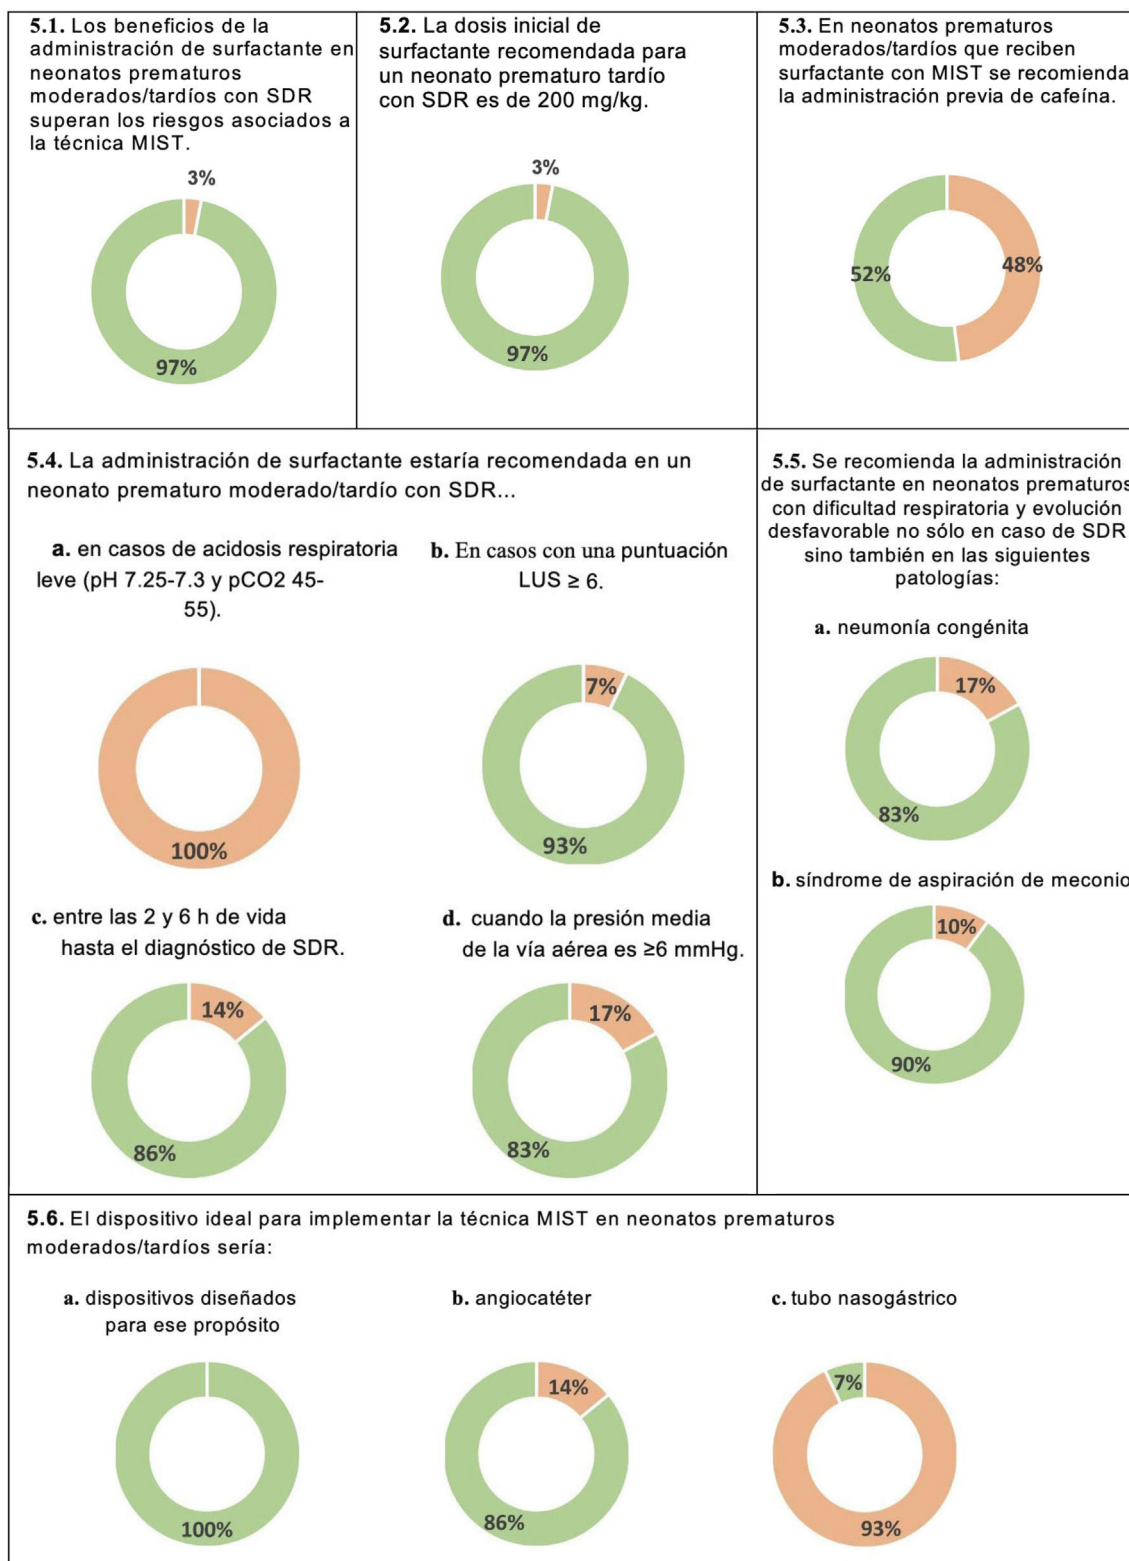 5.1. Los beneficios de la
administración de surfactante en
neonatos prematuros
moderados/tardíos con SDR
superan los riesgos asociados a
la técnica MIST.
3%
97%
5.2. La dosis inicial de
surfactante recomendada para
un neonato prematuro tardío
con SDR es de 200 mg/kg.
3%
97%
5.3. En neonatos prematuros
moderados/tardíos que reciben
surfactante con MIST se recomienda
la administración previa de cafeína.
52%
48%
5.4. La administración de surfactante estaría recomendada en un
neonato prematuro moderado/tardío con SDR...
a. en casos de acidosis respiratoria
leve (pH 7.25-7.3 y pCO2 45-
55).
100%
b. En casos con una puntuación
LUS ≥ 6.
7%
93%
c. entre las 2 y 6 h de vida
hasta el diagnóstico de SDR.
14%
86%
d. cuando la presión media
de la vía aérea es ≥6 mmHg.
17%
83%
5.5. Se recomienda la administración
de surfactante en neonatos prematuros
con dificultad respiratoria y evolución
desfavorable no sólo en caso de SDR
sino también en las siguientes
patologías:
a. neumonía congénita
17%
83%
b. síndrome de aspiración de meconio
10%
90%
5.6. El dispositivo ideal para implementar la técnica MIST en neonatos prematuros
moderados/tardíos sería:
a. dispositivos diseñados
para ese propósito
100%
b. angiocatéter
14%
86%
c. tubo nasogástrico
7%
93%